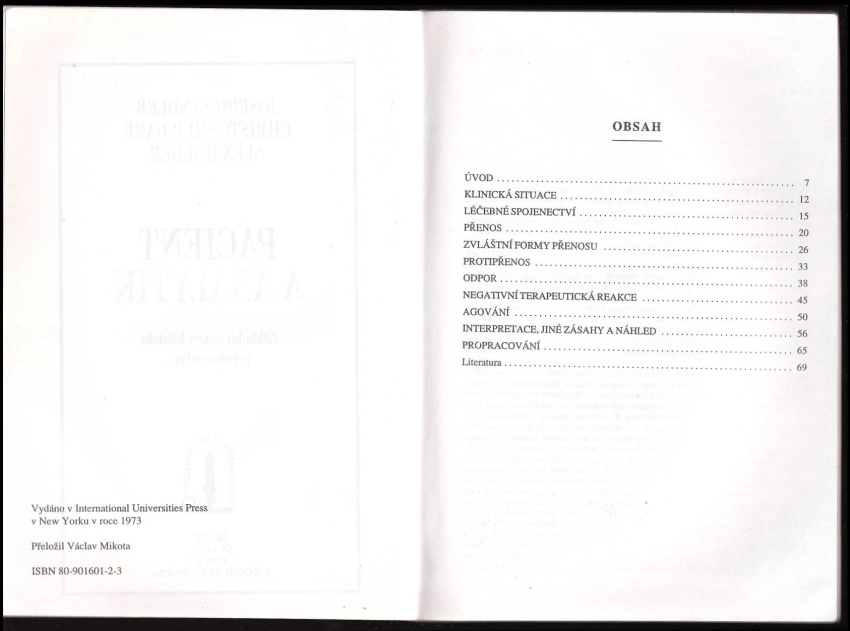 Vydáno v International Universities Press
v New Yorku v roce 1973
Přeložil Václav Mikota
ISBN 80-901601-2-3
OBSAH
ÚVOD ........ 7
KLINICKÁ SITUACE ........ 12
LÉČEBNÉ SPOJENECTVÍ ........ 15
PŘENOS ........ 20
ZVLÁŠTNÍ FORMY PŘENOSU ........ 26
PROTIPŘENOS ........ 33
ODPOR ........ 38
NEGATIVNÍ TERAPEUTICKÁ REAKCE ........ 45
AGOVÁNÍ ........ 50
INTERPRETACE, JINÉ ZÁSAHY A NÁHLED ........ 56
PROPRACOVÁNÍ ........ 65
Literatura ........ 69